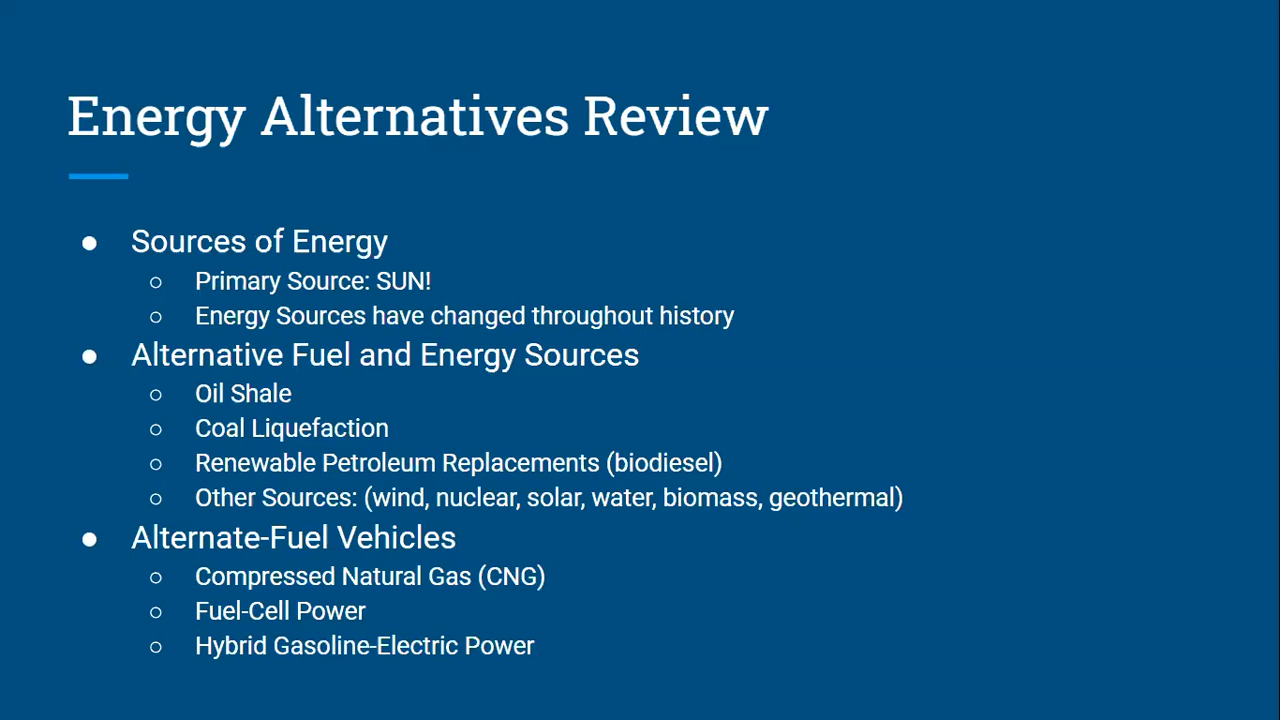 Energy Alternatives Review
● Sources of Energy
○ Primary Source: SUN!
○ Energy Sources have changed throughout history
● Alternative Fuel and Energy Sources
○ Oil Shale
○ Coal Liquefaction
○ Renewable Petroleum Replacements (biodiesel)
○ Other Sources: (wind, nuclear, solar, water, biomass, geothermal)
● Alternate-Fuel Vehicles
○ Compressed Natural Gas (CNG)
○ Fuel-Cell Power
○ Hybrid Gasoline-Electric Power